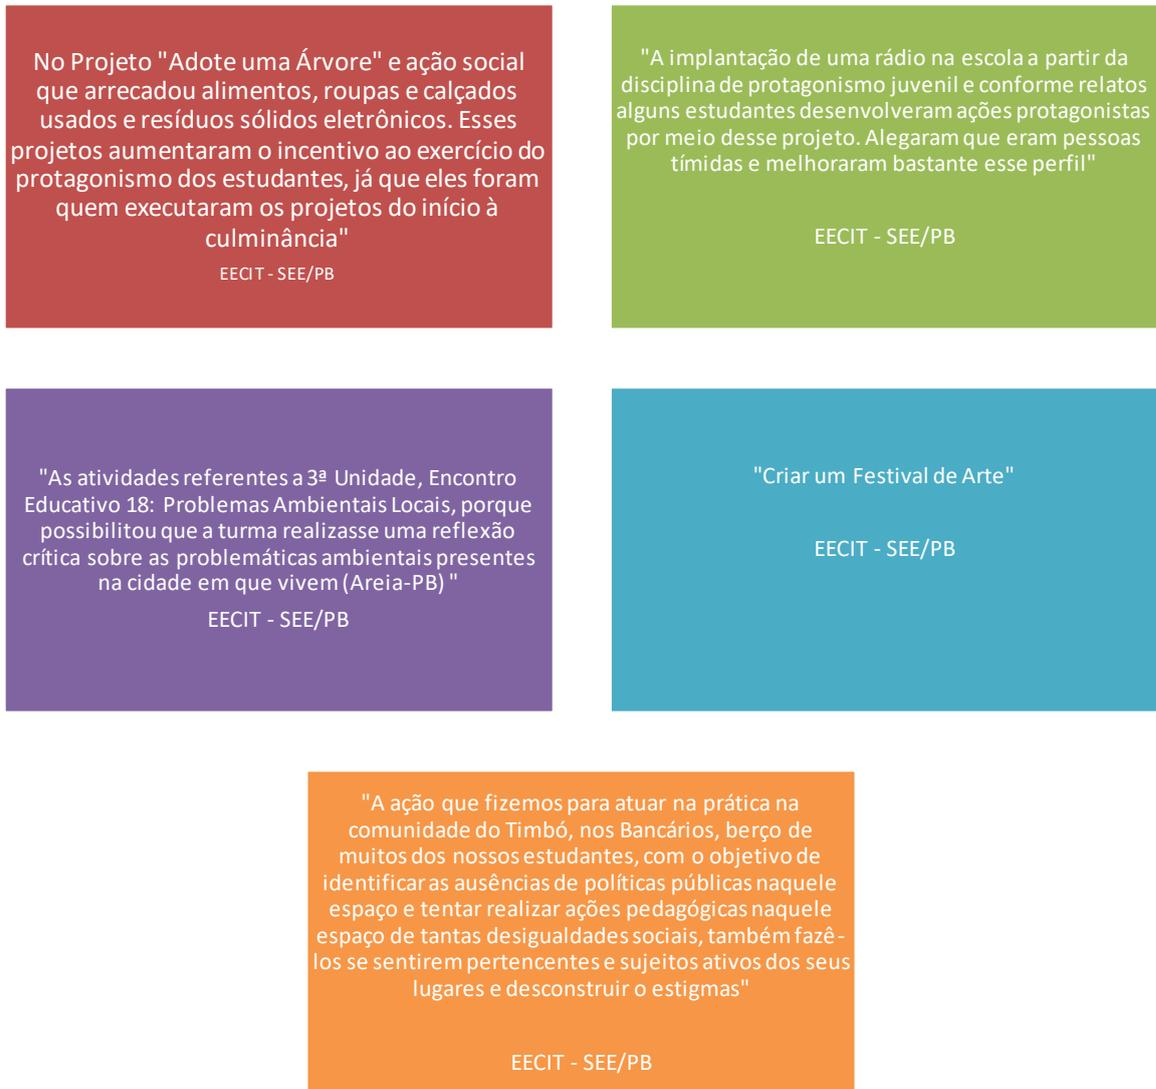 No Projeto "Adote uma Árvore" e ação social
que arrecadou alimentos, roupas e calçados
usados e resíduos sólidos eletrônicos. Esses
projetos aumentaram o incentivo ao exercício do
protagonismo dos estudantes, já que eles foram
quem executaram os projetos do início à
culminância"
EECIT - SEE/PB
"A implantação de uma rádio na escola a partir da
disciplina de protagonismo juvenil e conforme relatos
alguns estudantes desenvolveram ações protagonistas
por meio desse projeto. Alegaram que eram pessoas
tímidas e melhoraram bastante esse perfil"
EECIT - SEE/PB
"As atividades referentes a 3ª Unidade, Encontro
Educativo 18: Problemas Ambientais Locais, porque
possibilitou que a turma realizasse uma reflexão
crítica sobre as problemáticas ambientais presentes
na cidade em que vivem (Areia-PB) "
EECIT - SEE/PB
"Criar um Festival de Arte"
EECIT - SEE/PB
"A ação que fizemos para atuar na prática na
comunidade do Timbó, nos Bancários, berço de
muitos dos nossos estudantes, com o objetivo de
identificar as ausências de políticas públicas naquele
espaço e tentar realizar ações pedagógicas naquele
espaço de tantas desigualdades sociais, também fazê-
los se sentirem pertencentes e sujeitos ativos dos seus
lugares e desconstruir o estigmas"
EECIT - SEE/PB